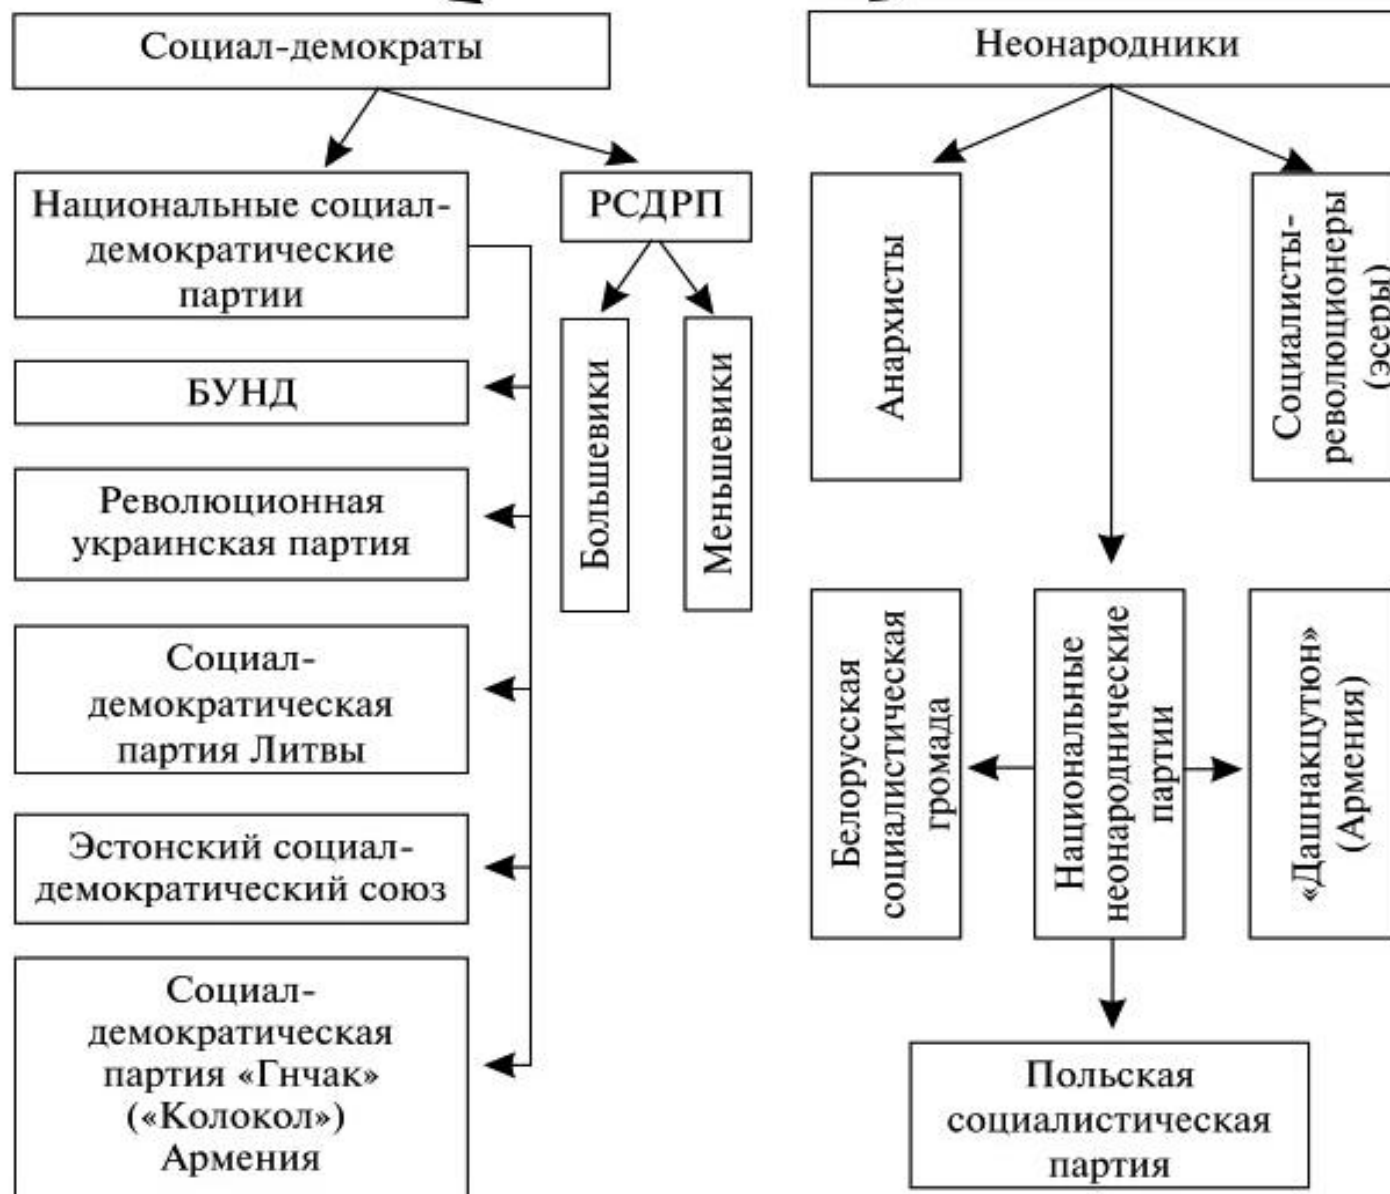 Социал-демократы
Национальные социал-
демократические
партии
БУНД
Революционная
украинская партия
Социал-
демократическая
партия Литвы
Эстонский социал-
демократический союз
Социал-
демократическая
партия «Гнчак»
(«Колокол»)
Армения
РСДРП
Большевики
Меньшевики
Неонародники
Анархисты
Социалисты-
революционеры
(эсеры)
Белорусская
социалистическая
громада
Национальные
неонароднические
партии
«Дашнакцутюн»
(Армения)
Польская
социалистическая
партия